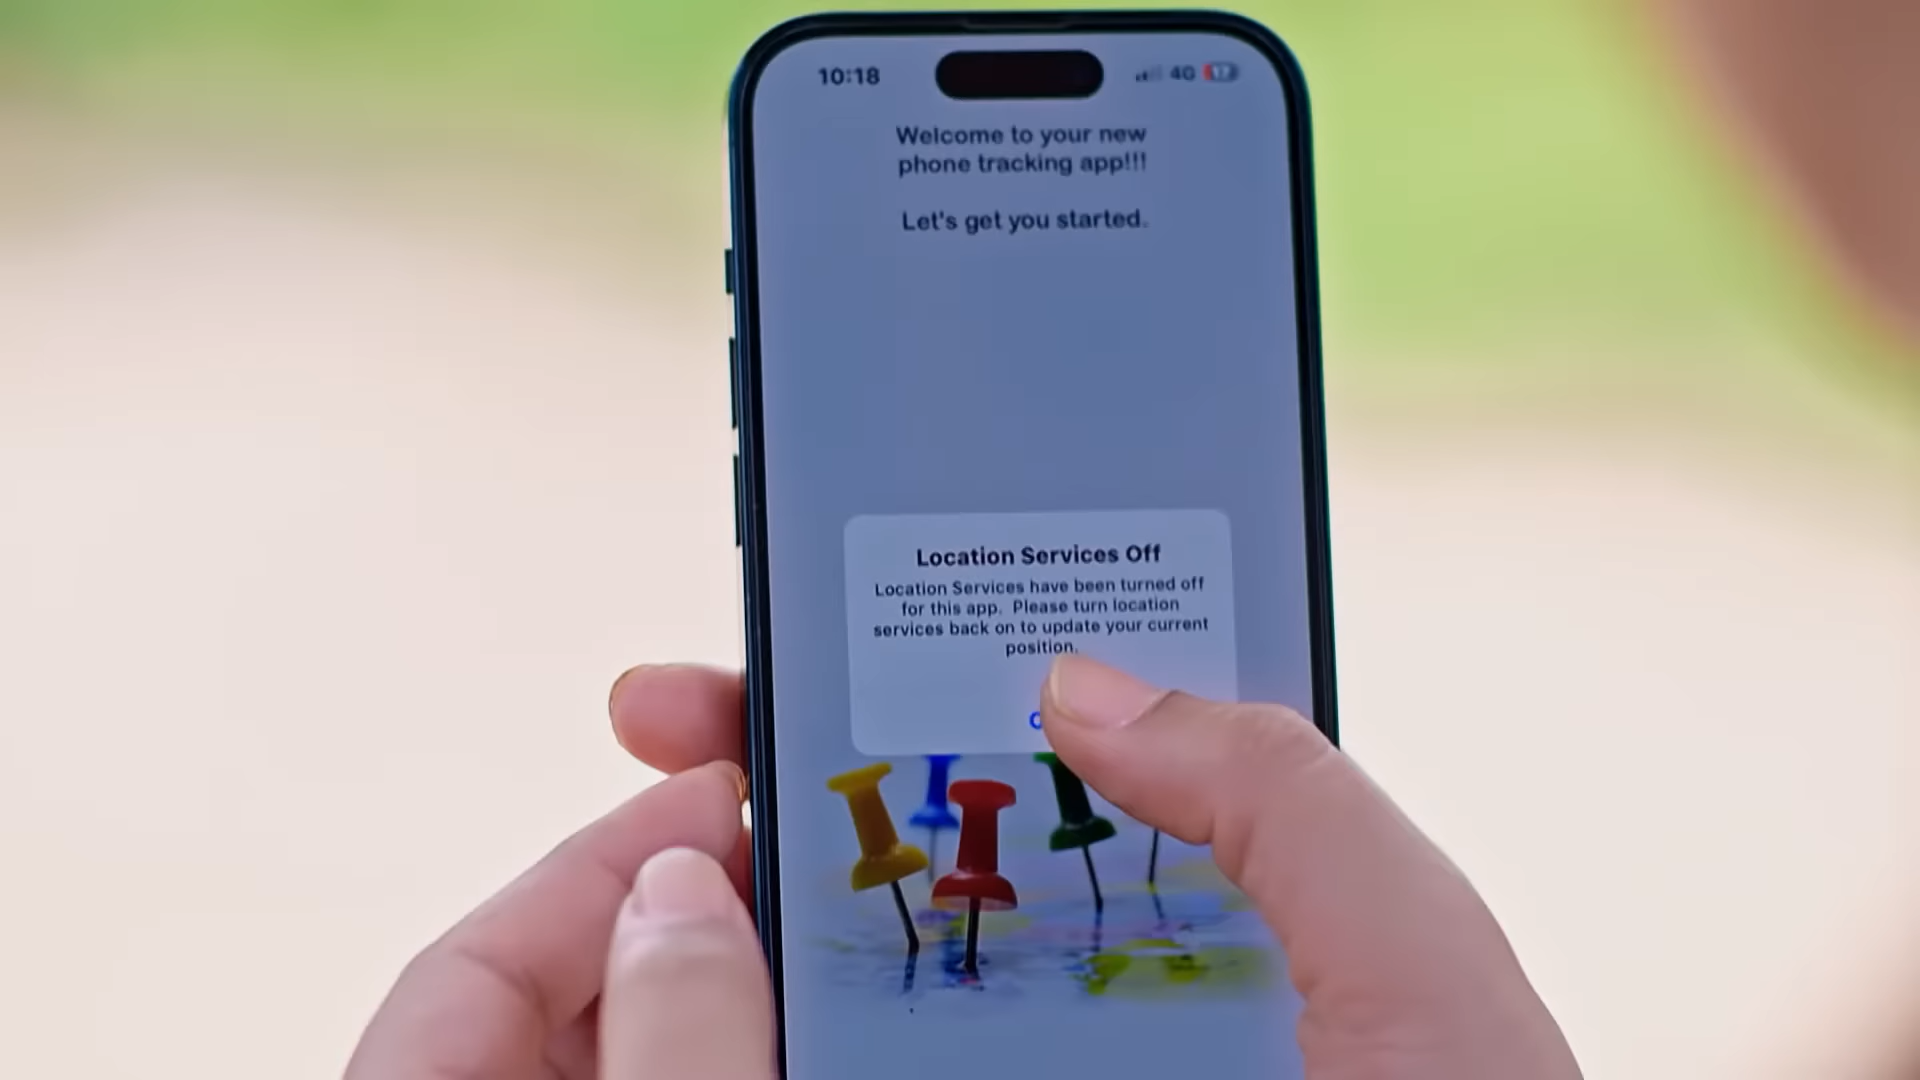 10:18
4G
17
Welcome to your new
phone tracking app!!!
Let's get you started.
Location Services Off
Location Services have been turned off
for this app. Please turn location
services back on to update your current
position.